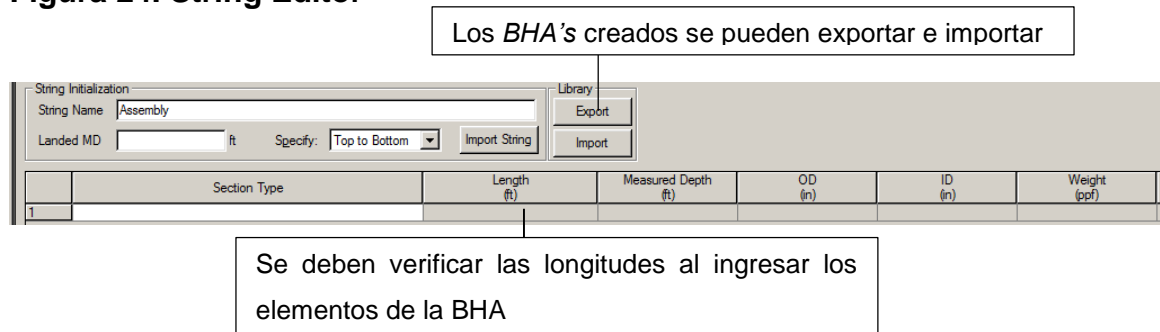 Figura 24. String Editor
Los BHA's creados se pueden exportar e importar
String Initialization
Library
String Name Assembly
Export
Landed MD ft Specify: Top to Bottom Import String
Import
Section Type Length (ft) Measured Depth (ft) OD (in) ID (in) Weight (ppf)
1
Se deben verificar las longitudes al ingresar los
elementos de la BHA